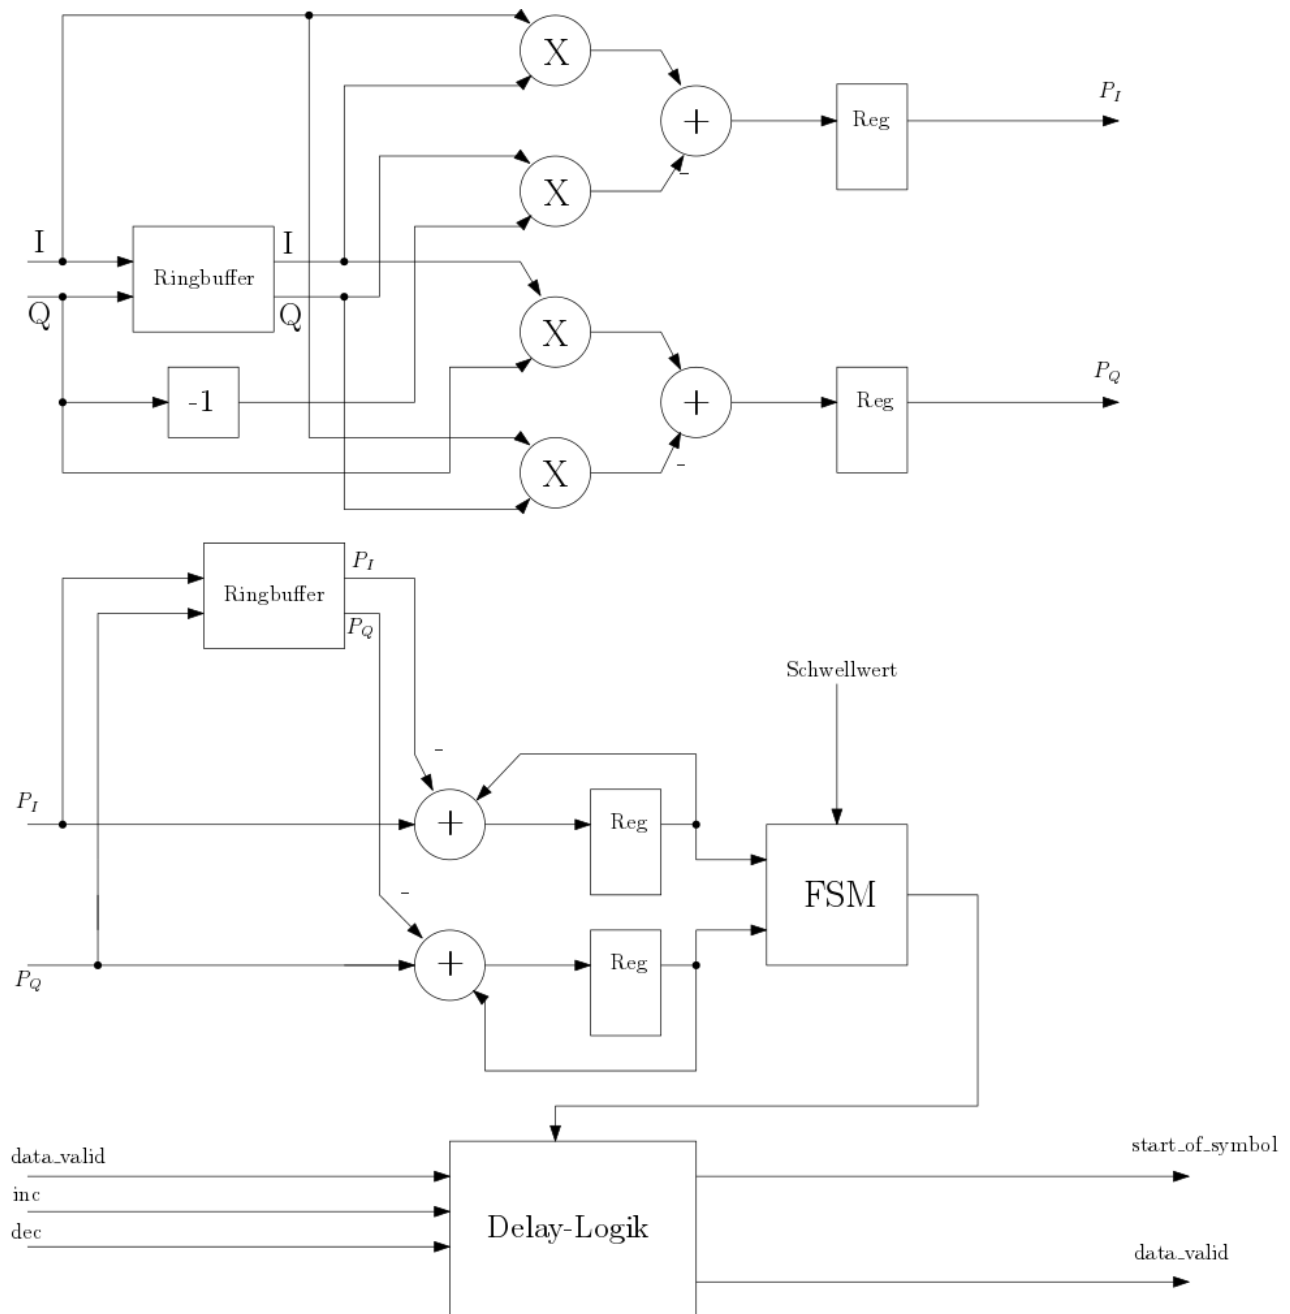 X
P_I
+
Reg
-
X
I
I
Ringbuffer
Q
Q
X
P_Q
-1
+
Reg
X
-
P_I
Ringbuffer
P_Q
Schwellwert
-
P_I
+
Reg
FSM
-
+
Reg
P_Q
data_valid
start_of_symbol
inc
dec
Delay-Logik
data_valid